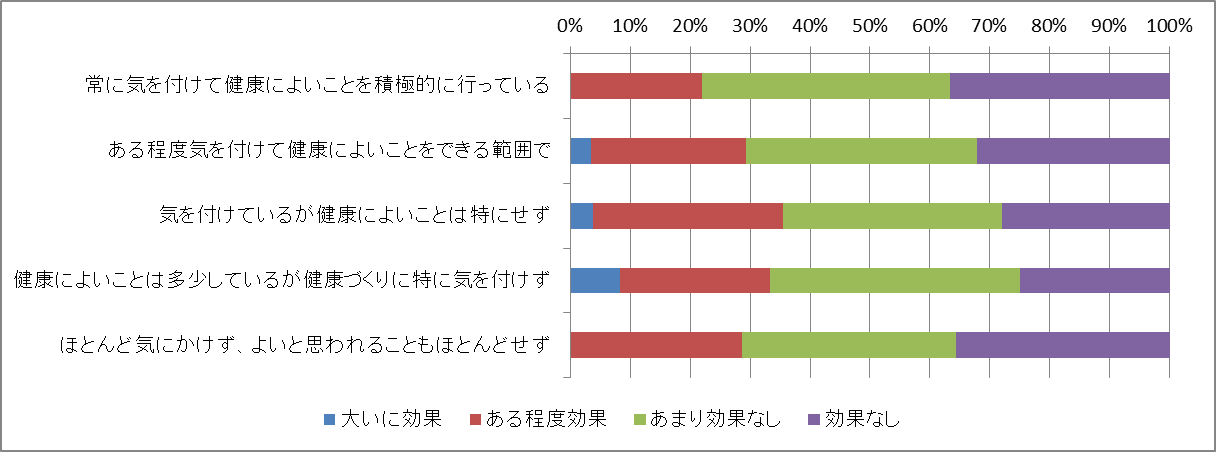 0% 10% 20% 30% 40% 50% 60% 70% 80% 90% 100%
常に気を付けて健康によいことを積極的に行っている
ある程度気を付けて健康によいことをできる範囲で
気を付けているが健康によいことは特にせず
健康によいことは多少しているが健康づくりに特に気を付けず
ほとんど気にかけず、よいと思われることもほとんどせず
大いに効果 ある程度効果 あまり効果なし 効果なし